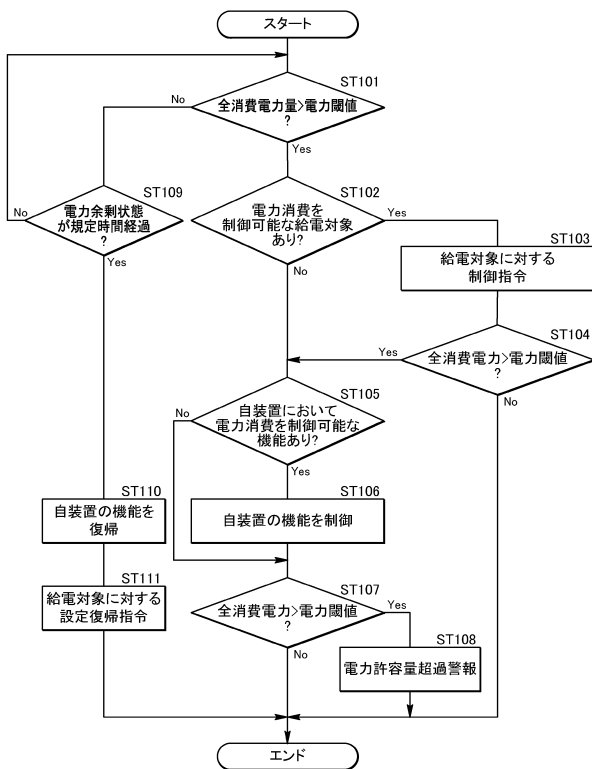 スタート
ST101
全消費電力量>電力閾値
?
No
Yes
ST109
電力余剰状態
が規定時間経過
?
No
Yes
ST102
電力消費を
制御可能な給電対象
あり?
Yes
No
ST103
給電対象に対する
制御指令
ST104
全消費電力>電力閾値
?
Yes
No
ST105
自装置において
電力消費を制御可能な
機能あり?
No
Yes
ST110
自装置の機能を
復帰
ST106
自装置の機能を制御
ST111
給電対象に対する
設定復帰指令
ST107
全消費電力>電力閾値
?
Yes
No
ST108
電力許容量超過警報
エンド